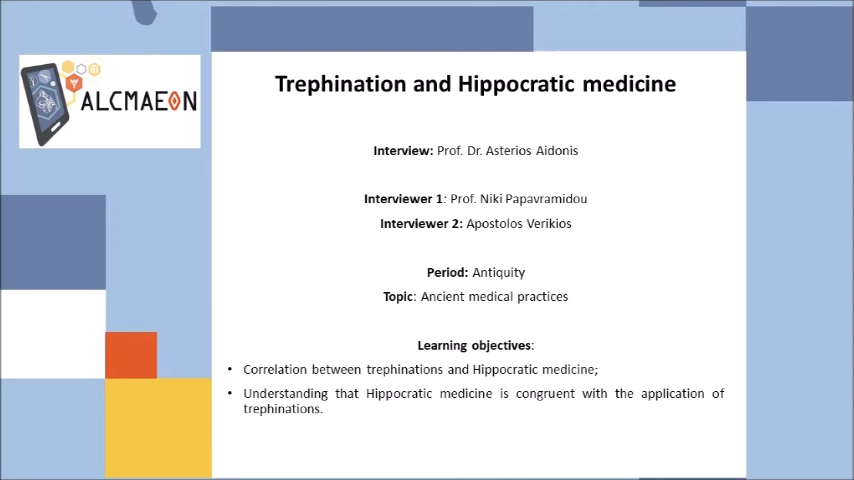 ALCMAEON
Trephination and Hippocratic medicine
Interview: Prof. Dr. Asterios Aidonis
Interviewer 1: Prof. Niki Papavramidou
Interviewer 2: Apostolos Verikios
Period: Antiquity
Topic: Ancient medical practices
Learning objectives:
• Correlation between trephinations and Hippocratic medicine;
• Understanding that Hippocratic medicine is congruent with the application of
trephinations.